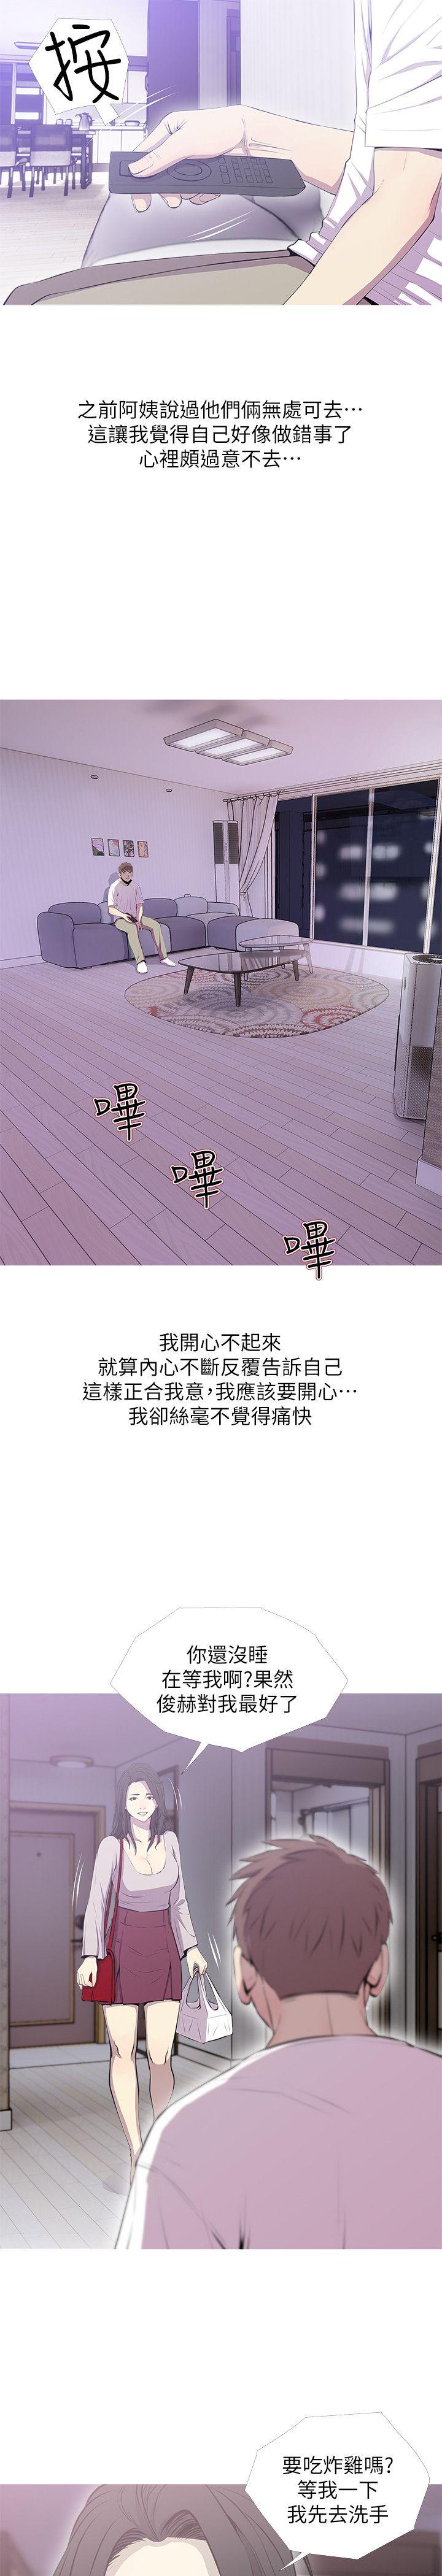 按
之前阿姨說過他們倆無處可去⋯
這讓我覺得自己好像做錯事了
心裡頗過意不去⋯
嗶
嗶
嗶
我開心不起來
就算內心不斷反覆告訴自己
這樣正合我意，我應該要開心⋯
我卻絲毫不覺得痛快
你還沒睡
在等我啊?果然
俊赫對我最好了
要吃炸雞嗎?
等我一下
我先去洗手